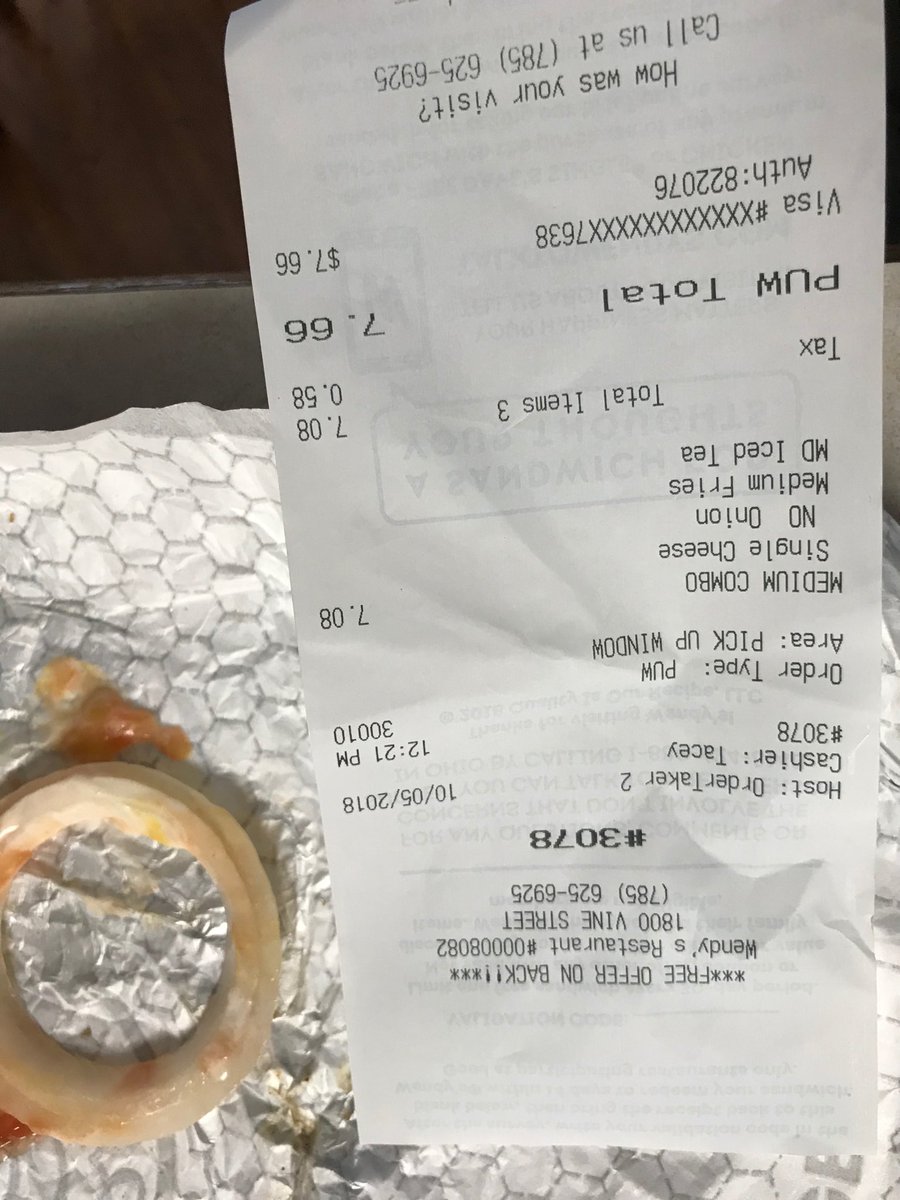 ***FREE OFFER ON BACK!!***
Wendy's Restaurant #00008082
1800 VINE STREET
(785) 625-6925
#3078
Host: OrderTaker 2 10/05/2018
Cashier: Tacey 12:21 PM
#3078 30010
Order Type: PUW
Area: PICK UP WINDOW
7.08
MEDIUM COMBO
Single Cheese
NO Onion
Medium Fries
MD Iced Tea
Total Items 3 7.08
Tax 0.58
PUW Total 7.66
Visa #XXXXXXXXXXXX7638 $7.66
Auth:822076
How was your visit?
Call us at (785) 625-6925